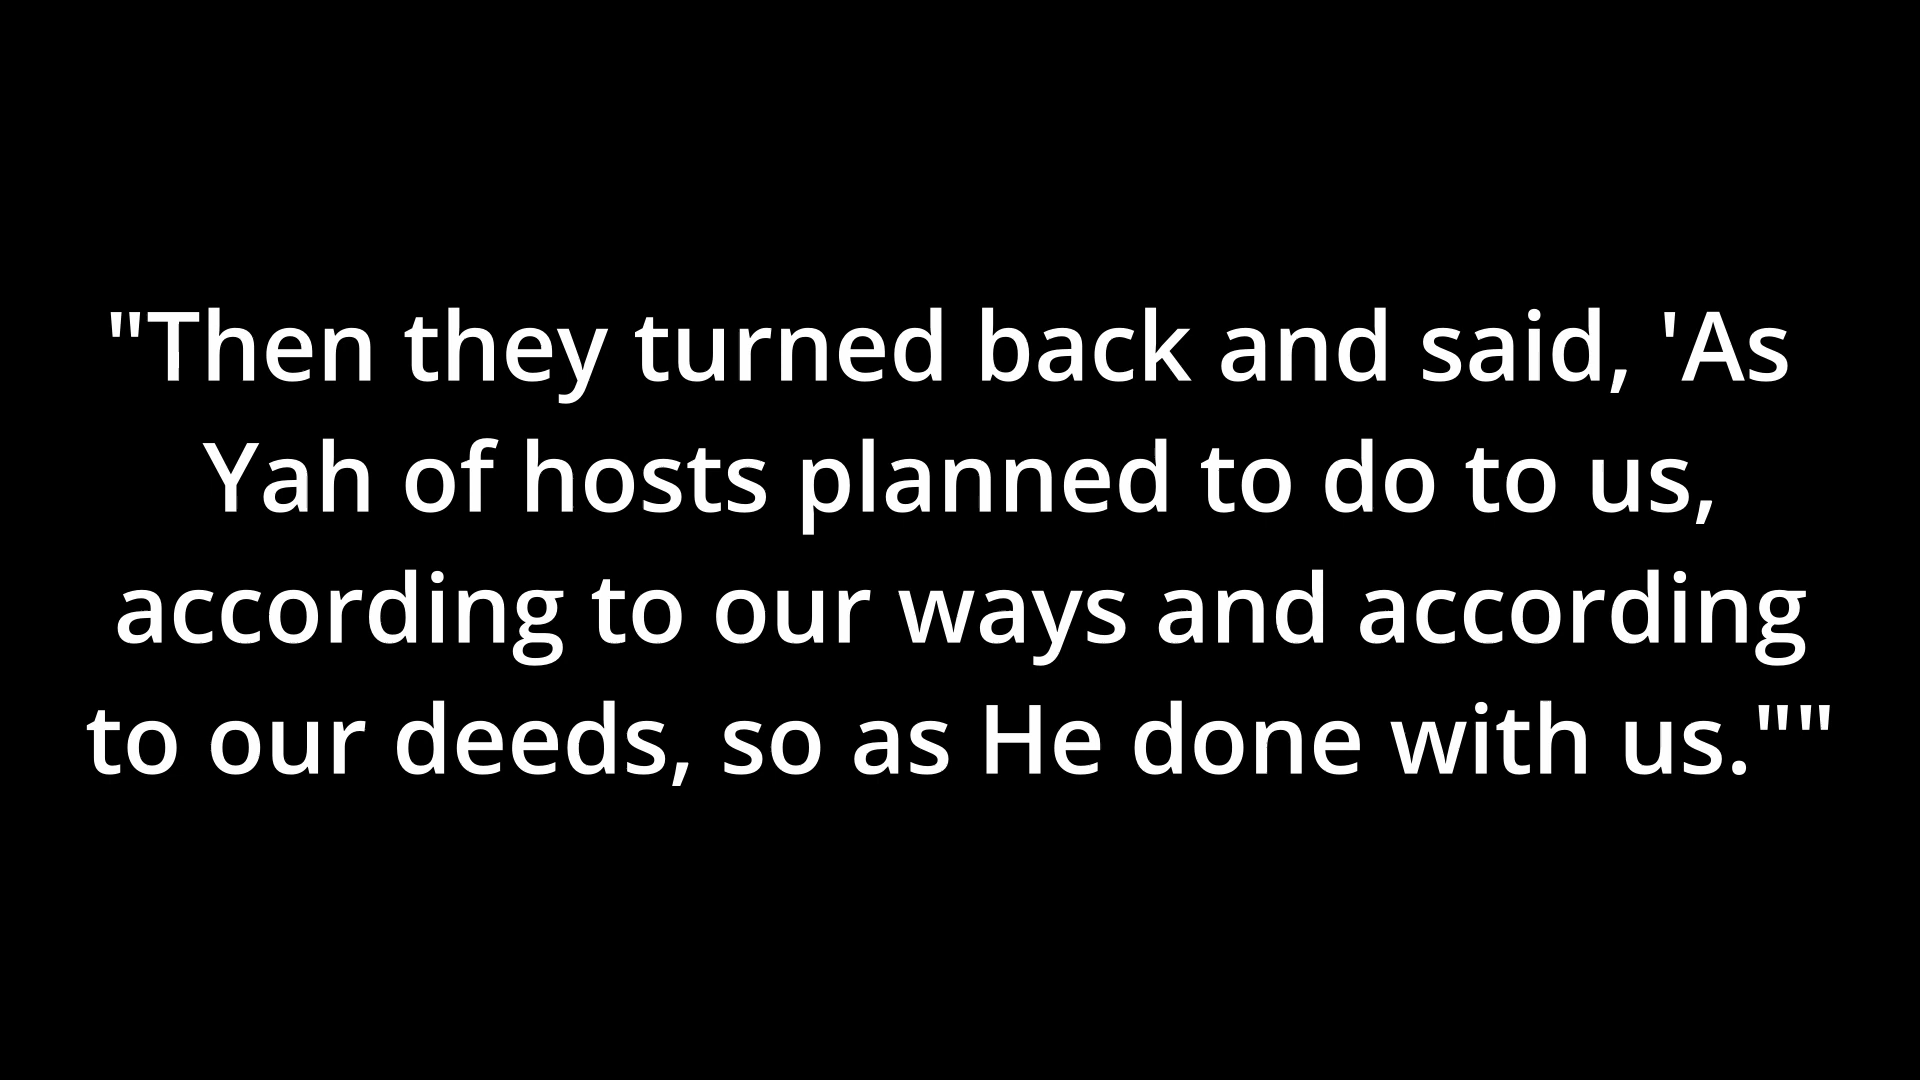 "Then they turned back and said, 'As
Yah of hosts planned to do to us,
according to our ways and according
to our deeds, so as He done with us.""